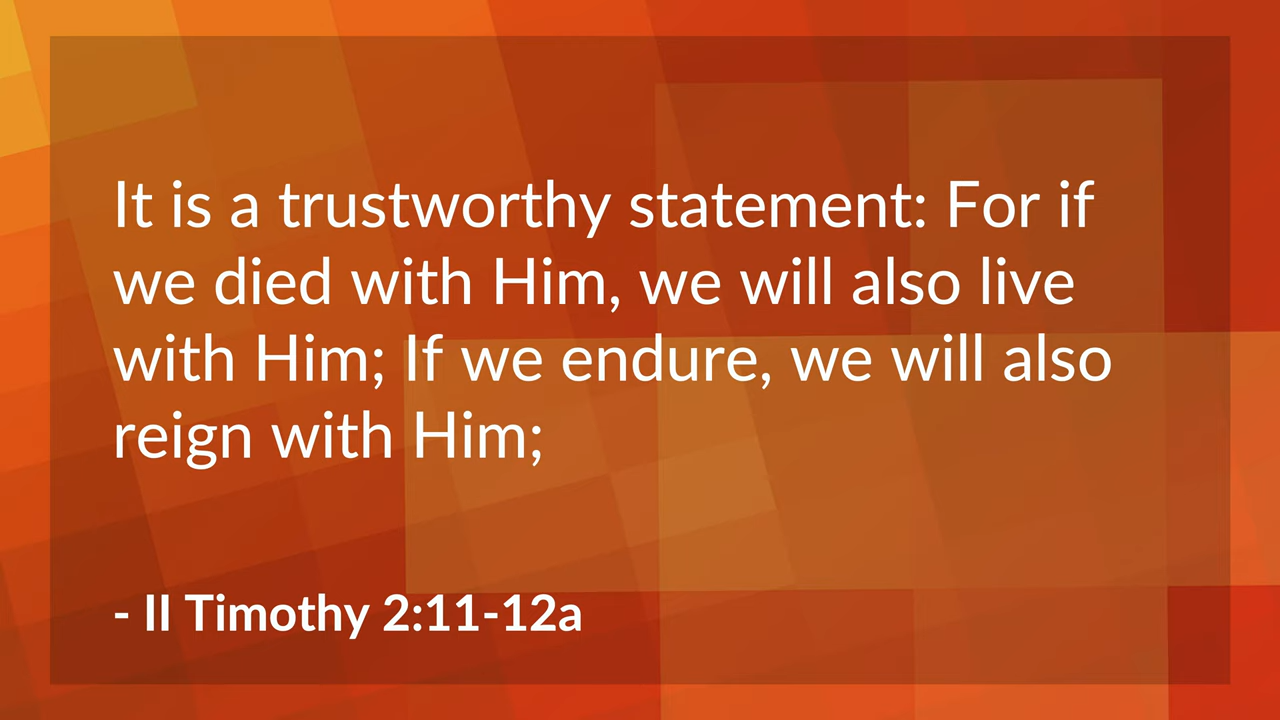 It is a trustworthy statement: For if
we died with Him, we will also live
with Him; If we endure, we will also
reign with Him;
- II Timothy 2:11-12a